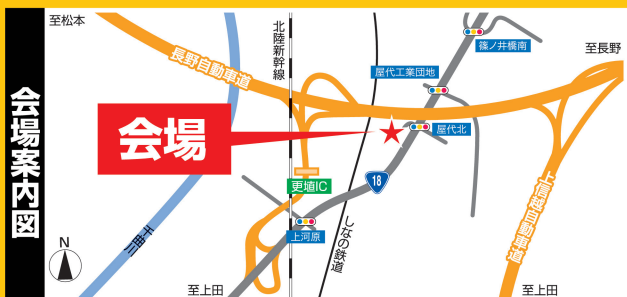 会場案内図
至松本
長野自動車道
北陸新幹線
篠ノ井橋南
至長野
屋代工業団地
会場
屋代北
更埴IC
18
上信越自動車道
上河原
しなの鉄道
千曲川
N
至上田
至上田